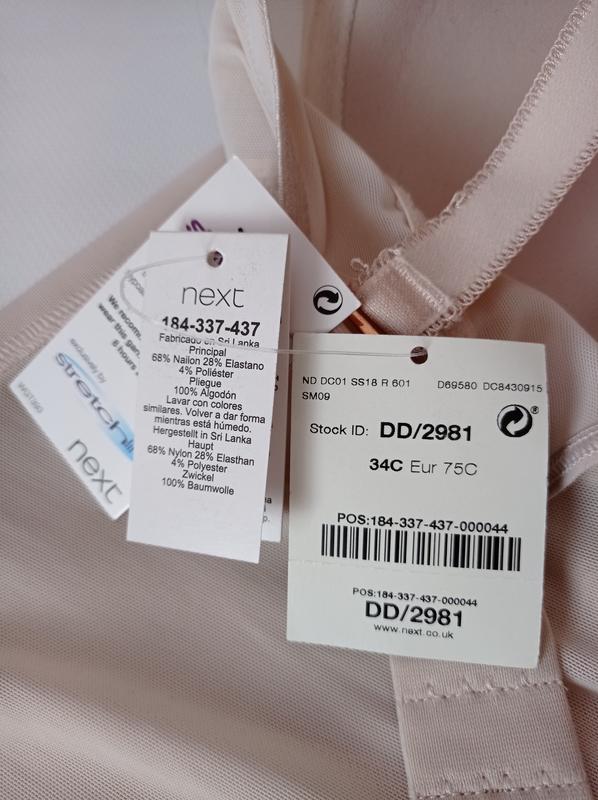 next
184-337-437
Fabricado en Sri Lanka
Principal
68% Nailon 28% Elastano
4% Poliéster
Pliegue
100% Algodón
Lavar con colores
similares. Volver a dar forma
mientras está húmedo.
Hergestellt in Sri Lanka
Haupt
68% Nylon 28% Elasthan
4% Polyester
Zwickel
100% Baumwolle
ND DC01 SS18 R 601 D69580 DC8430915
SM09
Stock ID: DD/2981
34C Eur 75C
POS:184-337-437-000044
POS:184-337-437-000044
DD/2981
www.next.co.uk
We recom
wear this gar
8 hours
exclusively by
stretchli
next